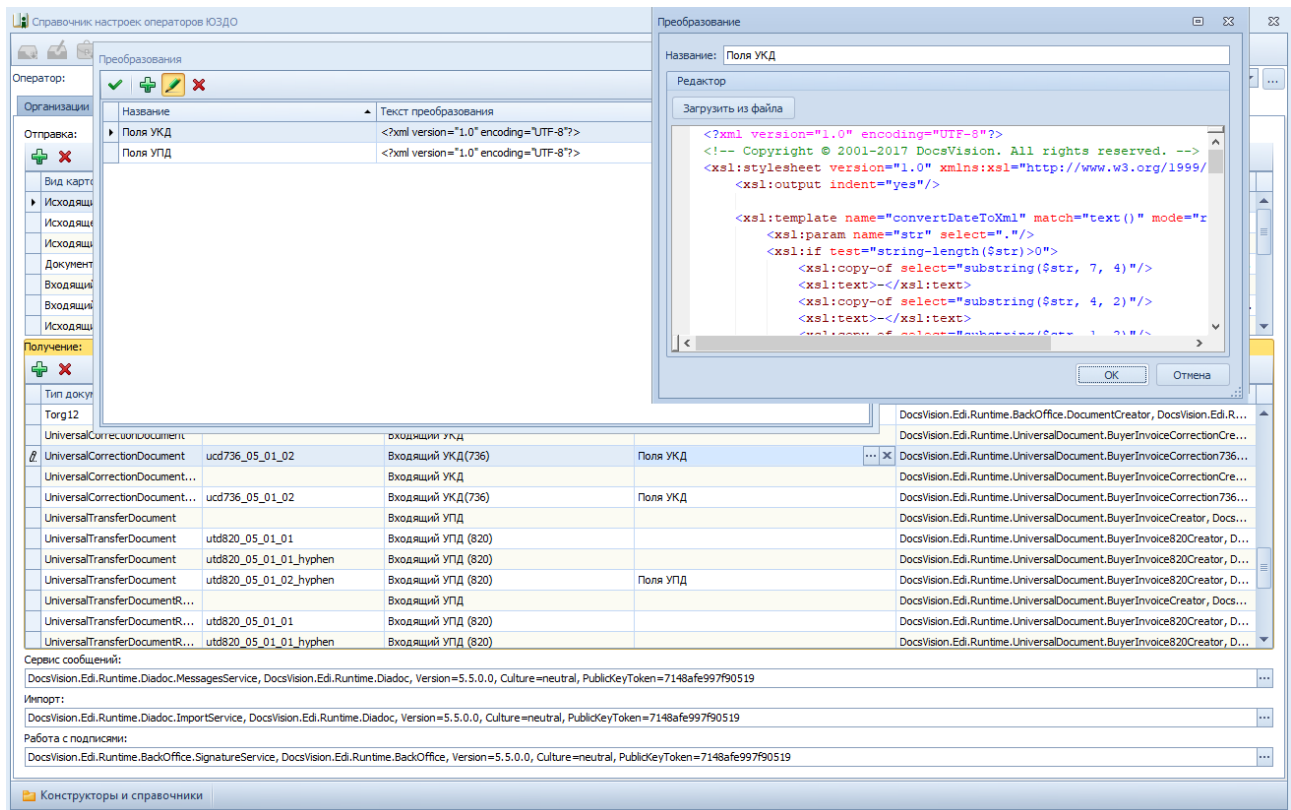 Справочник настроек операторов ЮЗДО
Оператор:
Организации
Отправка:
Вид карто
Исходящи
Исходяще
Исходящи
Документ
Входящий
Входящий
Исходящи
Преобразования
Название
Текст преобразования
Поля УКД <?xml version="1.0" encoding="UTF-8"?>
Поля УПД <?xml version="1.0" encoding="UTF-8"?>
Преобразование
Название: Поля УКД
Редактор
Загрузить из файла
<?xml version="1.0" encoding="UTF-8"?>
<!-- Copyright © 2001-2017 DocsVision. All rights reserved. -->
<xsl:stylesheet version="1.0" xmlns:xsl="http://www.w3.org/1999/
<xsl:output indent="yes"/>
<xsl:template name="convertDateToXml" match="text()" mode="r
<xsl:param name="str" select="."/>
<xsl:if test="string-length($str)>0">
<xsl:copy-of select="substring($str, 7, 4)"/>
<xsl:text>-</xsl:text>
<xsl:copy-of select="substring($str, 4, 2)"/>
<xsl:text>-</xsl:text>
<xsl:copy-of select="substring($str, 1, 2)"/>
OK Отмена
Получение:
Тип докум
Torg12 DocsVision.Edi.Runtime.BackOffice.DocumentCreator, DocsVision.Edi.R...
UniversalCorrectionDocument Входящий УКД DocsVision.Edi.Runtime.UniversalDocument.BuyerInvoiceCorrectionCre...
UniversalCorrectionDocument ucd736_05_01_02 Входящий УКД(736) Поля УКД DocsVision.Edi.Runtime.UniversalDocument.BuyerInvoiceCorrection736...
UniversalCorrectionDocument... Входящий УКД DocsVision.Edi.Runtime.UniversalDocument.BuyerInvoiceCorrectionCre...
UniversalCorrectionDocument... ucd736_05_01_02 Входящий УКД(736) Поля УКД DocsVision.Edi.Runtime.UniversalDocument.BuyerInvoiceCorrection736...
UniversalTransferDocument Входящий УПД DocsVision.Edi.Runtime.UniversalDocument.BuyerInvoiceCreator, Docs...
UniversalTransferDocument utd820_05_01_01 Входящий УПД (820) DocsVision.Edi.Runtime.UniversalDocument.BuyerInvoice820Creator, D...
UniversalTransferDocument utd820_05_01_01_hyphen Входящий УПД (820) DocsVision.Edi.Runtime.UniversalDocument.BuyerInvoice820Creator, D...
UniversalTransferDocument utd820_05_01_02_hyphen Входящий УПД (820) Поля УПД DocsVision.Edi.Runtime.UniversalDocument.BuyerInvoice820Creator, D...
UniversalTransferDocumentR... Входящий УПД DocsVision.Edi.Runtime.UniversalDocument.BuyerInvoiceCreator, Docs...
UniversalTransferDocumentR... utd820_05_01_01 Входящий УПД (820) DocsVision.Edi.Runtime.UniversalDocument.BuyerInvoice820Creator, D...
UniversalTransferDocumentR... utd820_05_01_01_hyphen Входящий УПД (820) DocsVision.Edi.Runtime.UniversalDocument.BuyerInvoice820Creator, D...
Сервис сообщений:
DocsVision.Edi.Runtime.Diadoc.MessagesService, DocsVision.Edi.Runtime.Diadoc, Version=5.5.0.0, Culture=neutral, PublicKeyToken=7148afe997f90519
Импорт:
DocsVision.Edi.Runtime.Diadoc.ImportService, DocsVision.Edi.Runtime.Diadoc, Version=5.5.0.0, Culture=neutral, PublicKeyToken=7148afe997f90519
Работа с подписями:
DocsVision.Edi.Runtime.BackOffice.SignatureService, DocsVision.Edi.Runtime.BackOffice, Version=5.5.0.0, Culture=neutral, PublicKeyToken=7148afe997f90519
Конструкторы и справочники